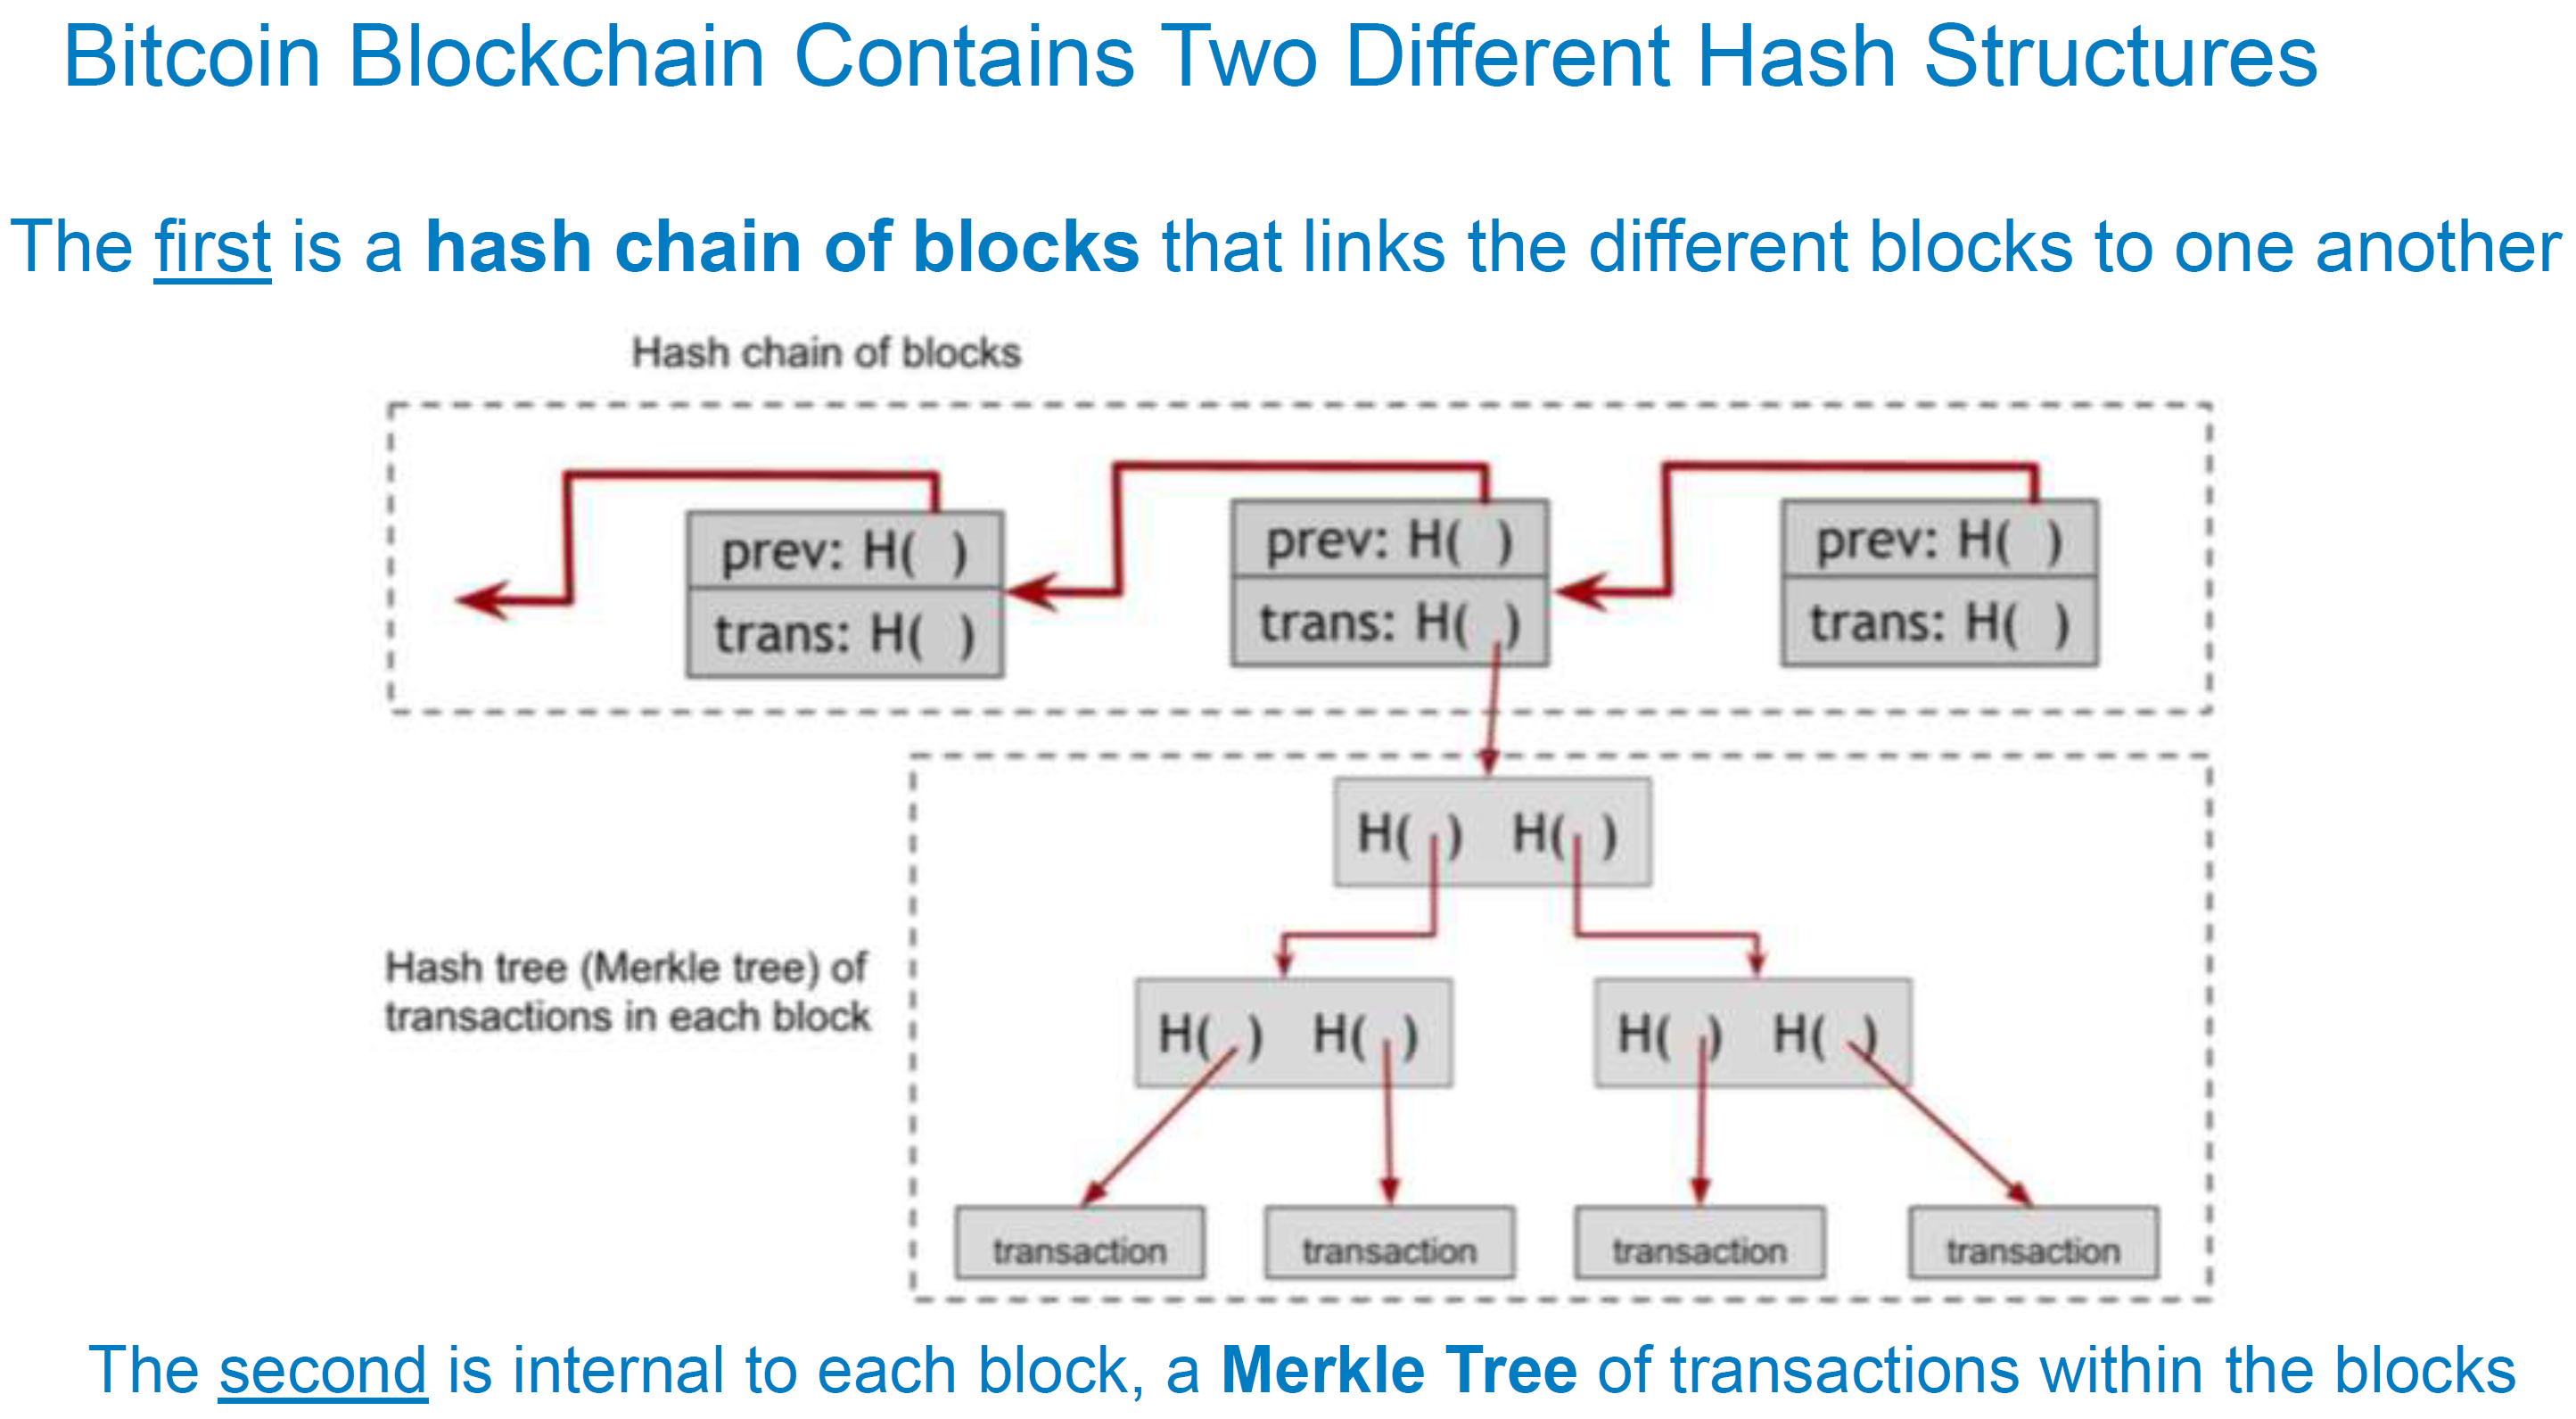 Bitcoin Blockchain Contains Two Different Hash Structures
The first is a hash chain of blocks that links the different blocks to one another
Hash chain of blocks
prev: H( )
trans: H( )
prev: H( )
trans: H( )
prev: H( )
trans: H( )
H( ) H( )
Hash tree (Merkle tree) of
transactions in each block
H( ) H( )
H( ) H( )
transaction
transaction
transaction
transaction
The second is internal to each block, a Merkle Tree of transactions within the blocks